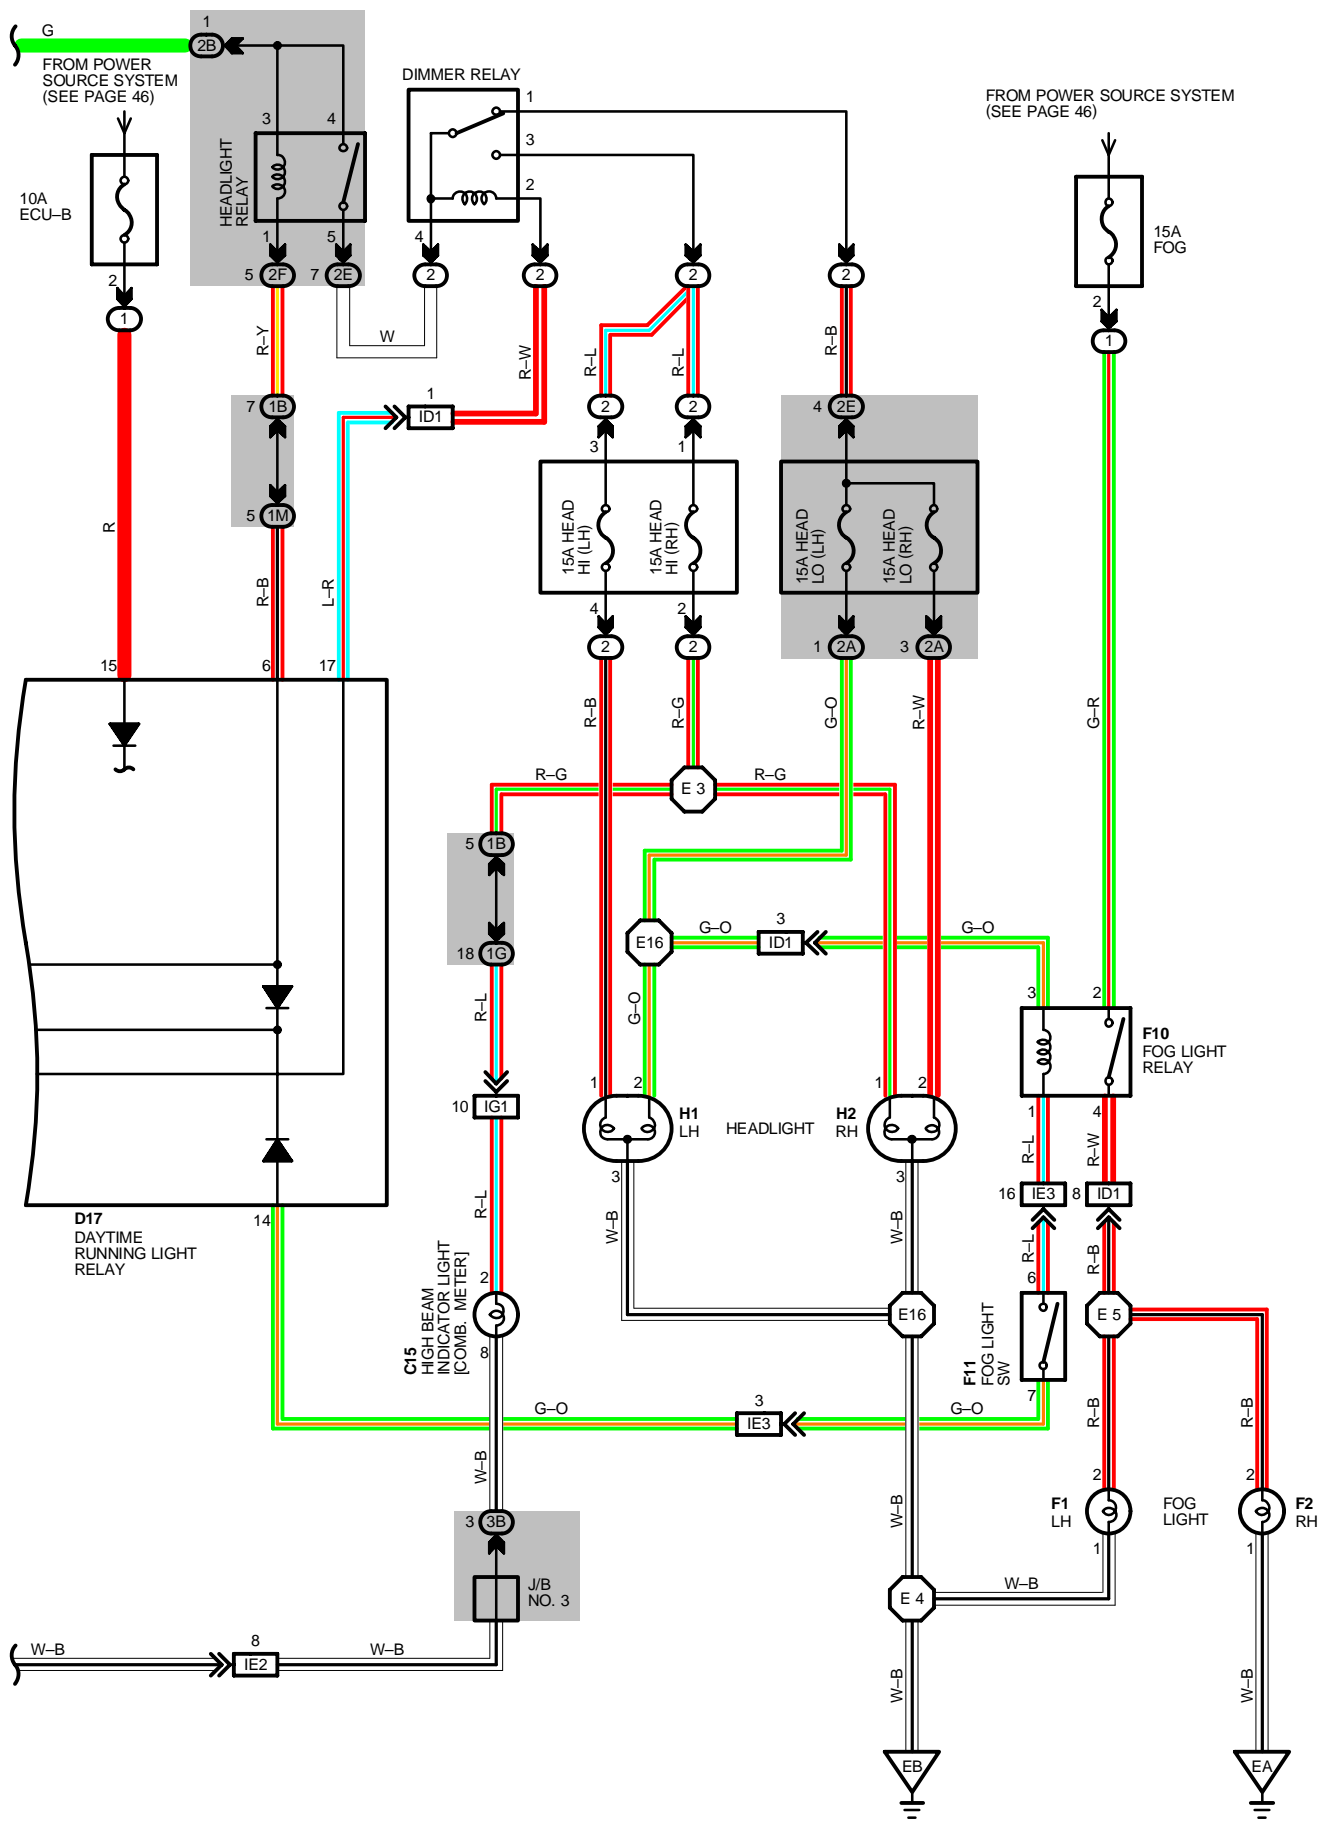 G
1
2B
FROM POWER
SOURCE SYSTEM
(SEE PAGE 46)
DIMMER RELAY
FROM POWER SOURCE SYSTEM
(SEE PAGE 46)
3
4
HEADLIGHT
RELAY
1
5
1
3
2
4
10A
ECU–B
2
1
15A
FOG
2
1
5
2F
7
2E
2
2
2
2
R–Y
W
R–W
R–L
R–L
R–B
7
1B
1
ID1
2
2
4
2E
3
1
15A HEAD
HI (LH)
15A HEAD
HI (RH)
15A HEAD
LO (LH)
15A HEAD
LO (RH)
5
1M
R
R–B
L–R
4
2
2
2
1
2A
3
2A
15
6
17
R–B
R–G
G–O
R–W
G–R
R–G
E 3
R–G
5
1B
18
1G
E16
G–O
3
ID1
G–O
R–L
G–O
3
2
F10
FOG LIGHT
RELAY
1
4
10
IG1
1
2
H1
LH
HEADLIGHT
H2
RH
1
2
3
3
R–L
R–W
16
IE3
8
ID1
D17
DAYTIME
RUNNING LIGHT
RELAY
14
R–L
W–B
W–B
R–L
R–B
C15
HIGH BEAM
INDICATOR LIGHT
[COMB. METER]
2
8
E16
6
F11
FOG LIGHT
SW
7
E 5
G–O
3
IE3
G–O
R–B
R–B
W–B
W–B
2
F1
LH
1
FOG
LIGHT
2
F2
RH
1
3
3B
J/B
NO. 3
E 4
W–B
W–B
8
IE2
W–B
W–B
W–B
EB
EA